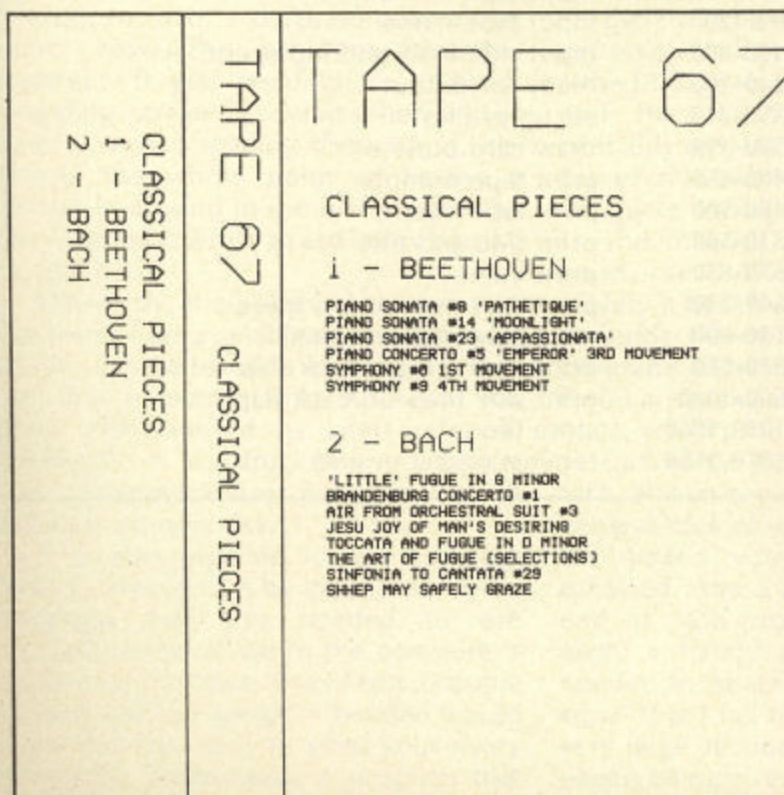 CLASSICAL PIECES
1 - BEETHOVEN
2 - BACH
TAPE 67 CLASSICAL PIECES
TAPE 67
CLASSICAL PIECES
1 - BEETHOVEN
PIANO SONATA #8 'PATHETIQUE'
PIANO SONATA #14 'MOONLIGHT'
PIANO SONATA #23 'APPASSIONATA'
PIANO CONCERTO #5 'EMPEROR' 3RD MOVEMENT
SYMPHONY #8 1ST MOVEMENT
SYMPHONY #9 4TH MOVEMENT
2 - BACH
'LITTLE' FUGUE IN G MINOR
BRANDENBURG CONCERTO #1
AIR FROM ORCHESTRAL SUIT #3
JESU JOY OF MAN'S DESIRING
TOCCATA AND FUGUE IN D MINOR
THE ART OF FUGUE (SELECTIONS)
SINFONIA TO CANTATA #29
SHHEP MAY SAFELY GRAZE